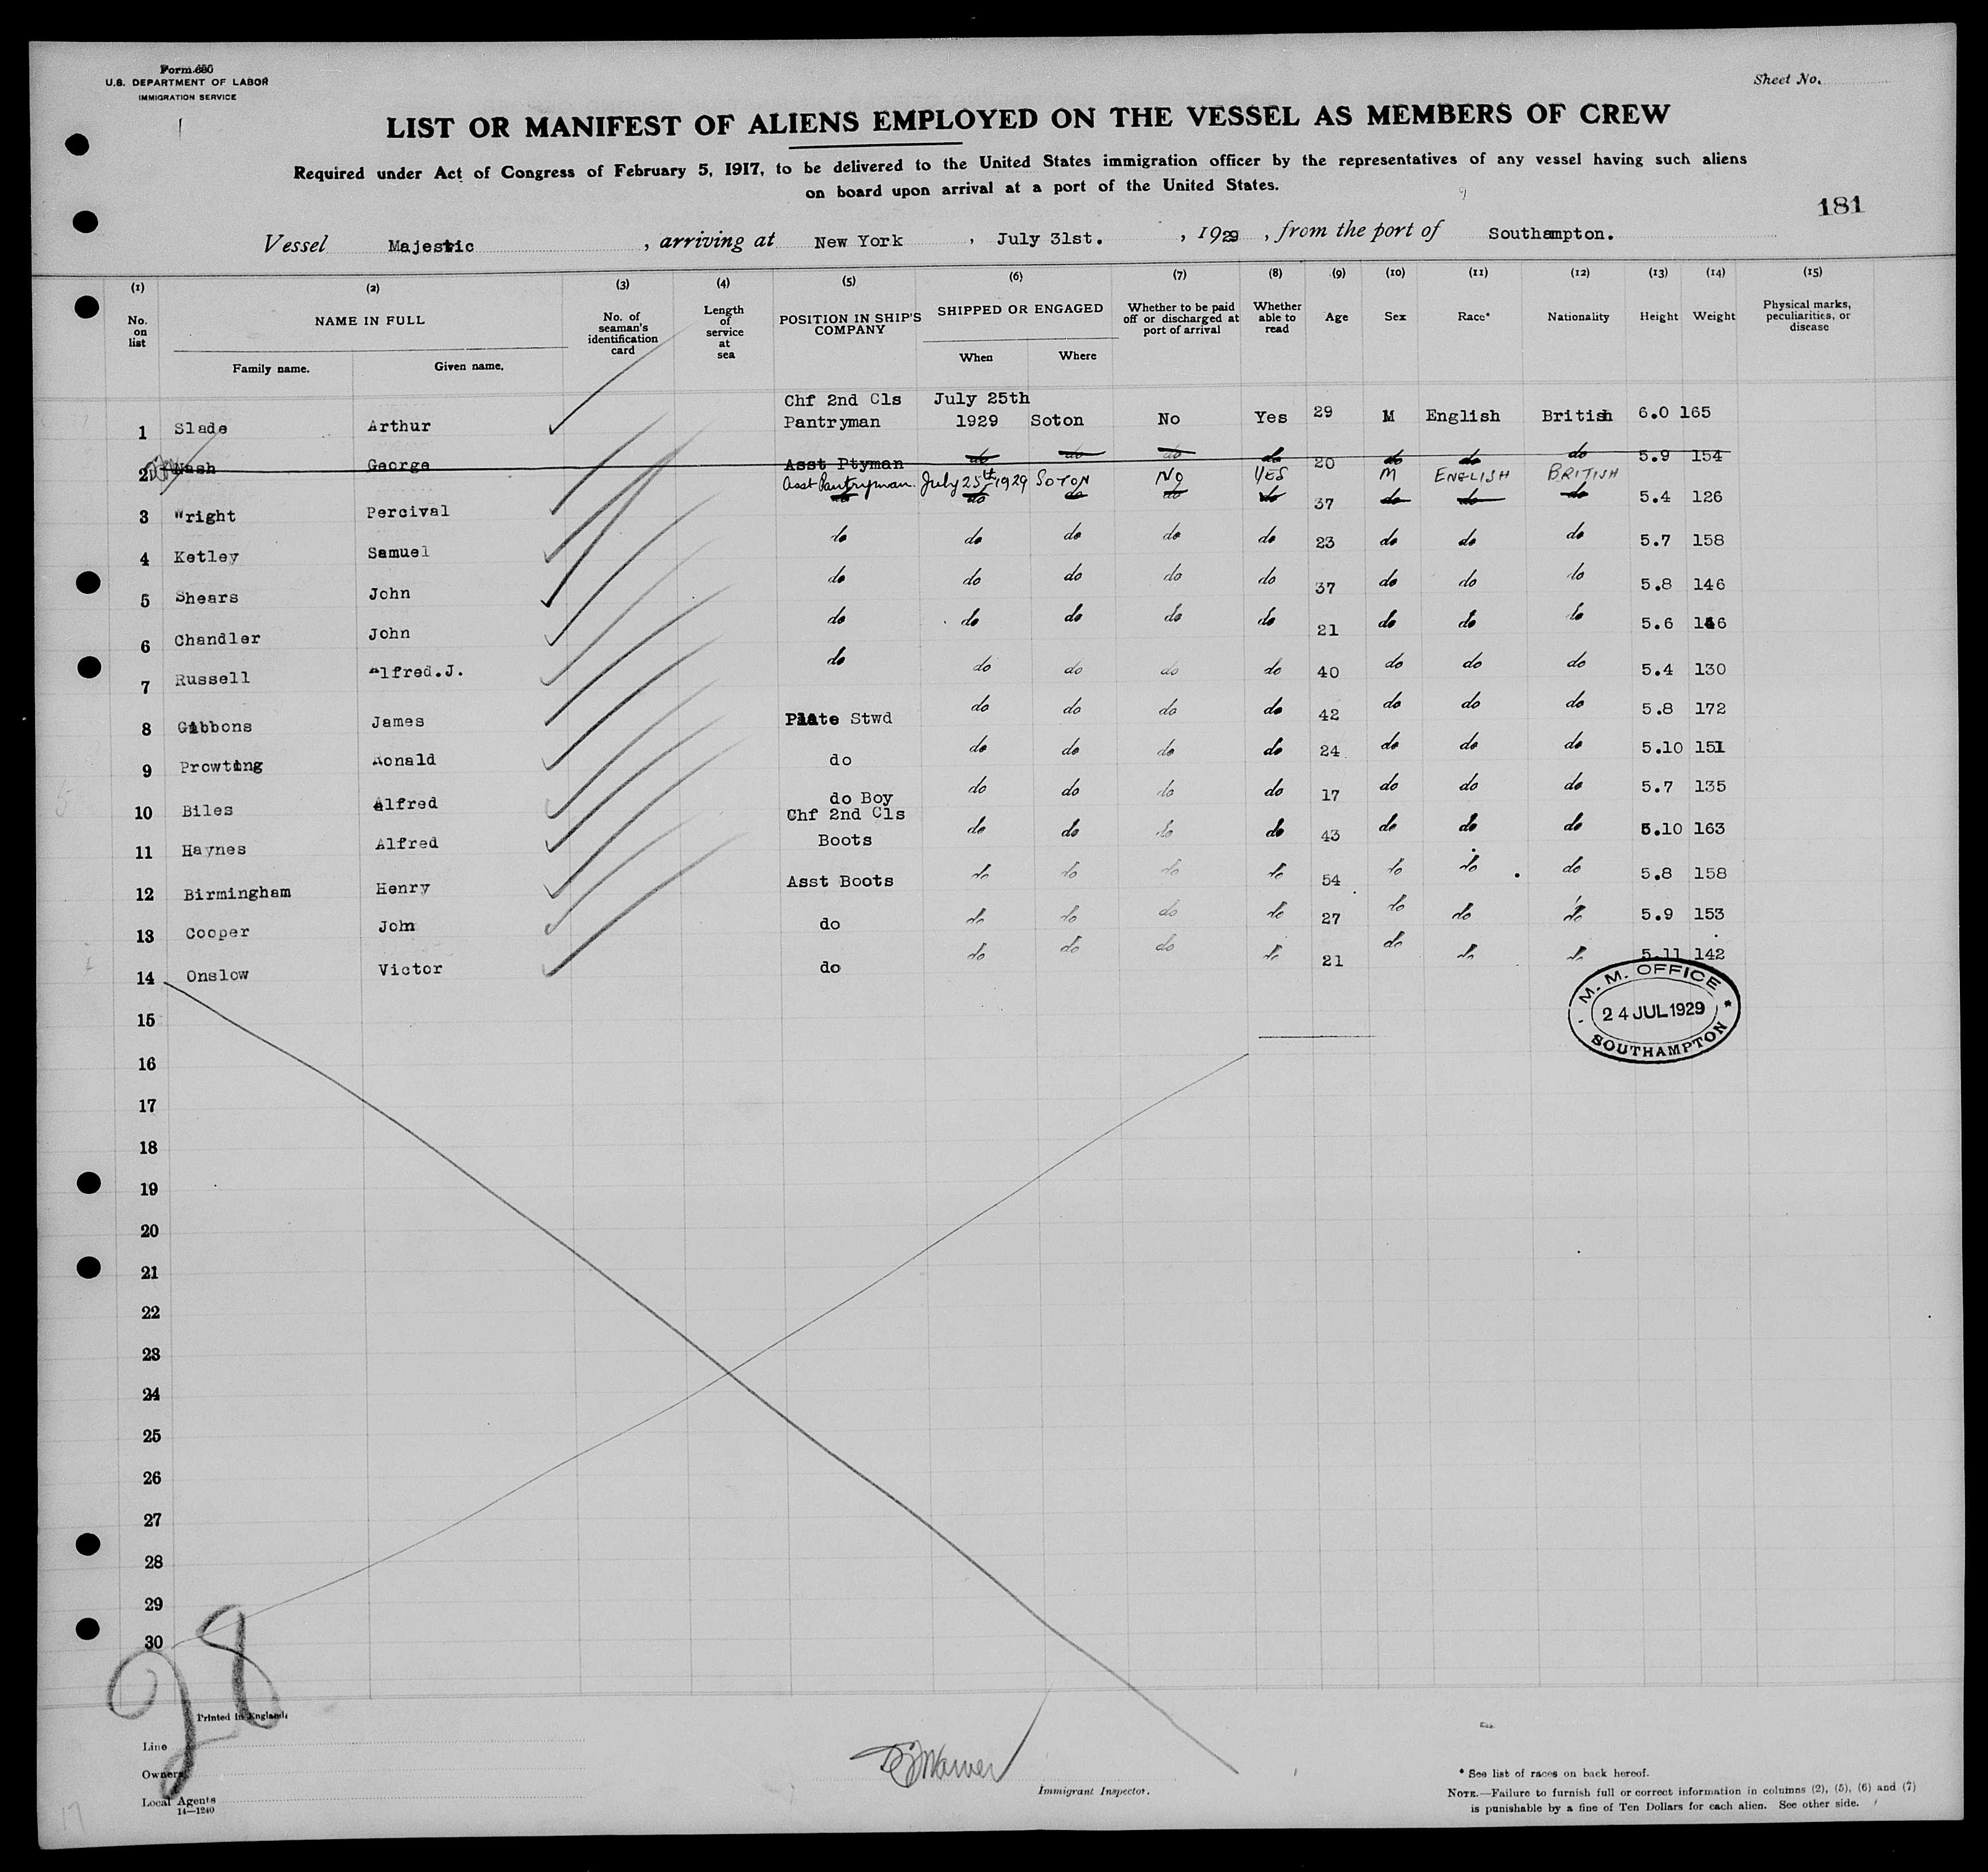 Form 680
U.S. DEPARTMENT OF LABOR
IMMIGRATION SERVICE
Sheet No.
LIST OR MANIFEST OF ALIENS EMPLOYED ON THE VESSEL AS MEMBERS OF CREW
Required under Act of Congress of February 5, 1917, to be delivered to the United States immigration officer by the representatives of any vessel having such aliens
on board upon arrival at a port of the United States.
181
Vessel Majestic , arriving at New York , July 31st. , 1929 , from the port of Southampton.
(1) (2) (3) (4) (5) (6) (7) (8) (9) (10) (11) (12) (13) (14) (15)
No. on list NAME IN FULL Family name. Given name. No. of seaman's identification card Length of service at sea POSITION IN SHIP'S COMPANY SHIPPED OR ENGAGED When Where Whether to be paid off or discharged at port of arrival Whether able to read Age Sex Race* Nationality Height Weight Physical marks, peculiarities, or disease
1 Slade Arthur Chf 2nd Cls Pantryman July 25th 1929 Soton No Yes 29 M English British 6.0 165
2 Nash George Asst Ptyman do do do do 20 do do do 5.9 154
Asst Pantryman. July 25th 1929 SOTON NO YES M ENGLISH BRITISH
3 Wright Percival do do do do do 37 do do do 5.4 126
4 Ketley Samuel do do do do do 23 do do do 5.7 158
5 Shears John do do do do do 37 do do do 5.8 146
6 Chandler John do do do do do 21 do do do 5.6 146
7 Russell Alfred.J. do do do do do 40 do do do 5.4 130
8 Gibbons James Plate Stwd do do do do 42 do do do 5.8 172
9 Prowting Ronald do do do do do 24 do do do 5.10 151
10 Biles Alfred do Boy do do do do 17 do do do 5.7 135
11 Haynes Alfred Chf 2nd Cls Boots do do do do 43 do do do 5.10 163
12 Birmingham Henry Asst Boots do do do do 54 do do do 5.8 158
13 Cooper John do do do do do 27 do do do 5.9 153
14 Onslow Victor do do do do do 21 do do do 5.11 142
M. M. OFFICE
24 JUL 1929
SOUTHAMPTON
15
16
17
18
19
20
21
22
23
24
25
26
27
28
29
30
98
Printed in England
Line
Owners
Local Agents
14—1240
Immigrant Inspector.
* See list of races on back hereof.
NOTE.—Failure to furnish full or correct information in columns (2), (5), (6) and (7)
is punishable by a fine of Ten Dollars for each alien. See other side.
17